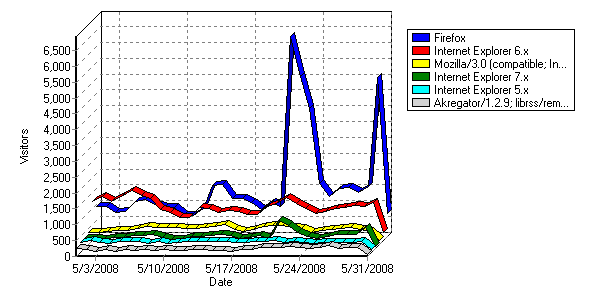 6,500
6,000
5,500
5,000
4,500
4,000
3,500
3,000
2,500
2,000
1,500
1,000
500
0
Visitors
5/3/2008 5/10/2008 5/17/2008 5/24/2008 5/31/2008
Date
Firefox
Internet Explorer 6.x
Mozilla/3.0 (compatible; In...
Internet Explorer 7.x
Internet Explorer 5.x
Akregator/1.2.9; librss/rem...